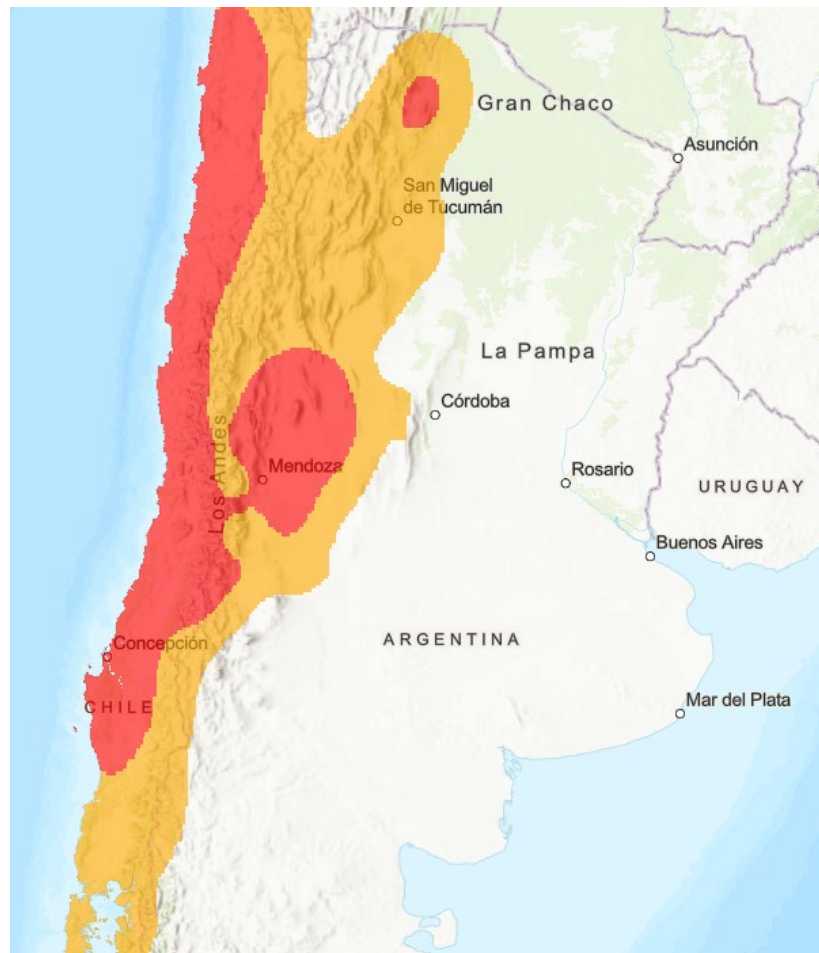 Gran Chaco
Asunción
San Miguel
de Tucumán
La Pampa
Córdoba
Los Andes
Mendoza
Rosario
URUGUAY
Buenos Aires
Concepción
ARGENTINA
CHILE
Mar del Plata